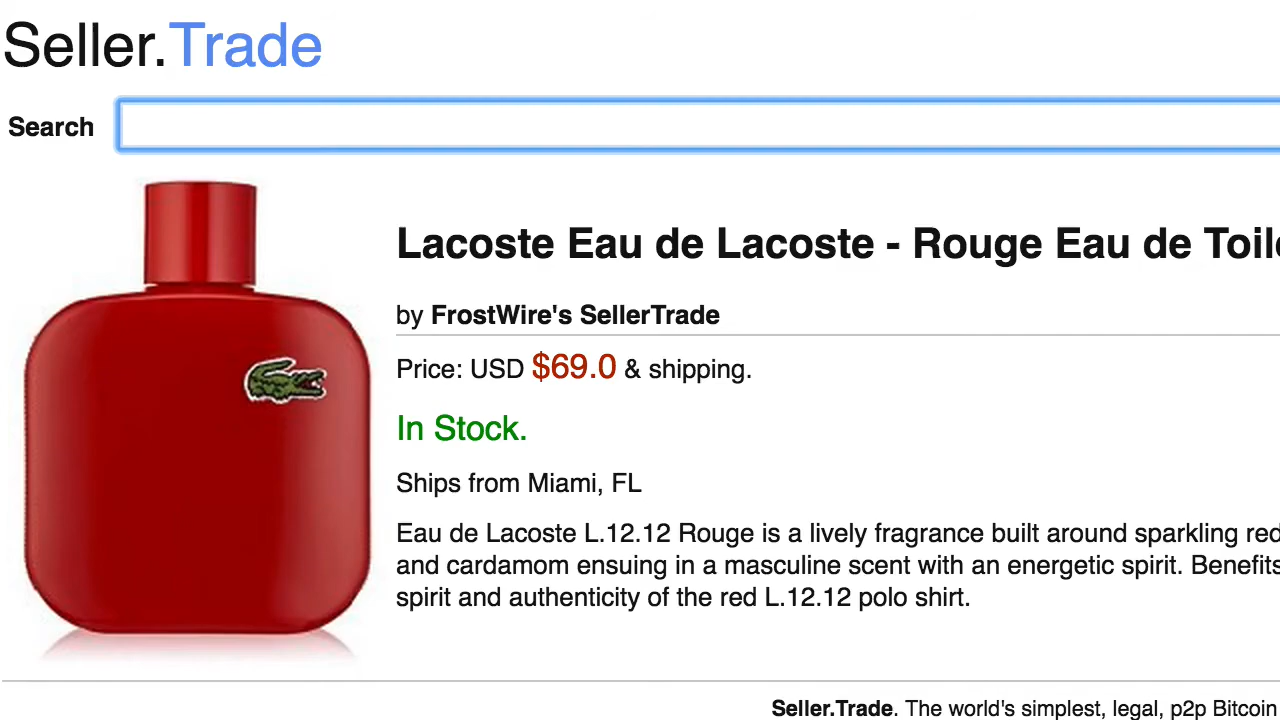 Seller.Trade
Search
Lacoste Eau de Lacoste - Rouge Eau de
by FrostWire's SellerTrade
Price: USD $69.0 & shipping.
In Stock.
Ships from Miami, FL
Eau de Lacoste L.12.12 Rouge is a lively fragrance built around sparkling red
and cardamom ensuing in a masculine scent with an energetic spirit. Benefits
spirit and authenticity of the red L.12.12 polo shirt.
Seller.Trade. The world's simplest, legal, p2p Bitcoin